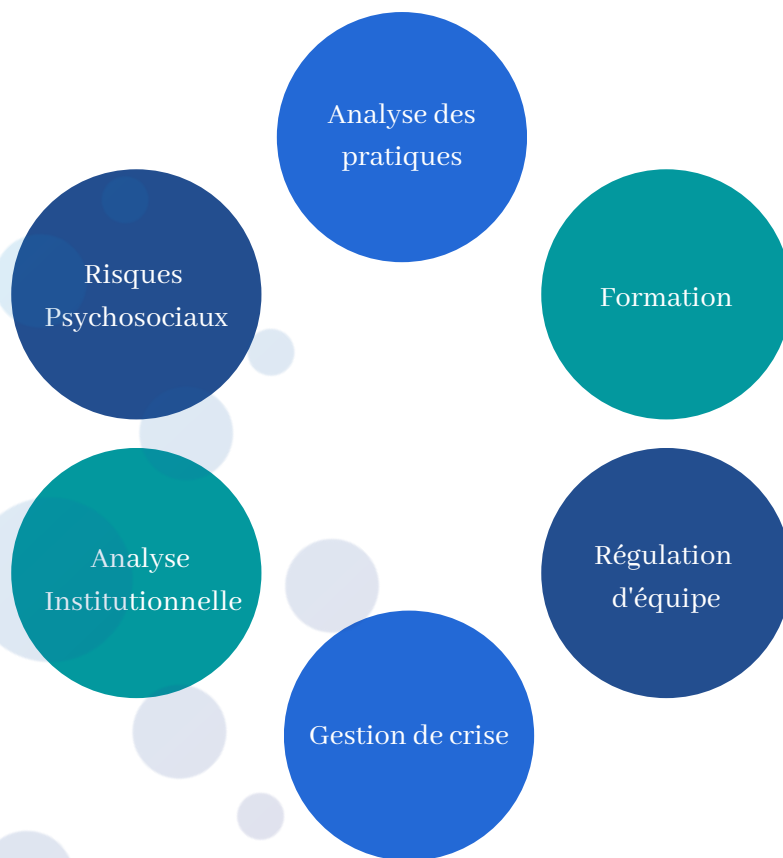 Analyse des
pratiques
Formation
Régulation
d'équipe
Gestion de crise
Analyse
Institutionnelle
Risques
Psychosociaux